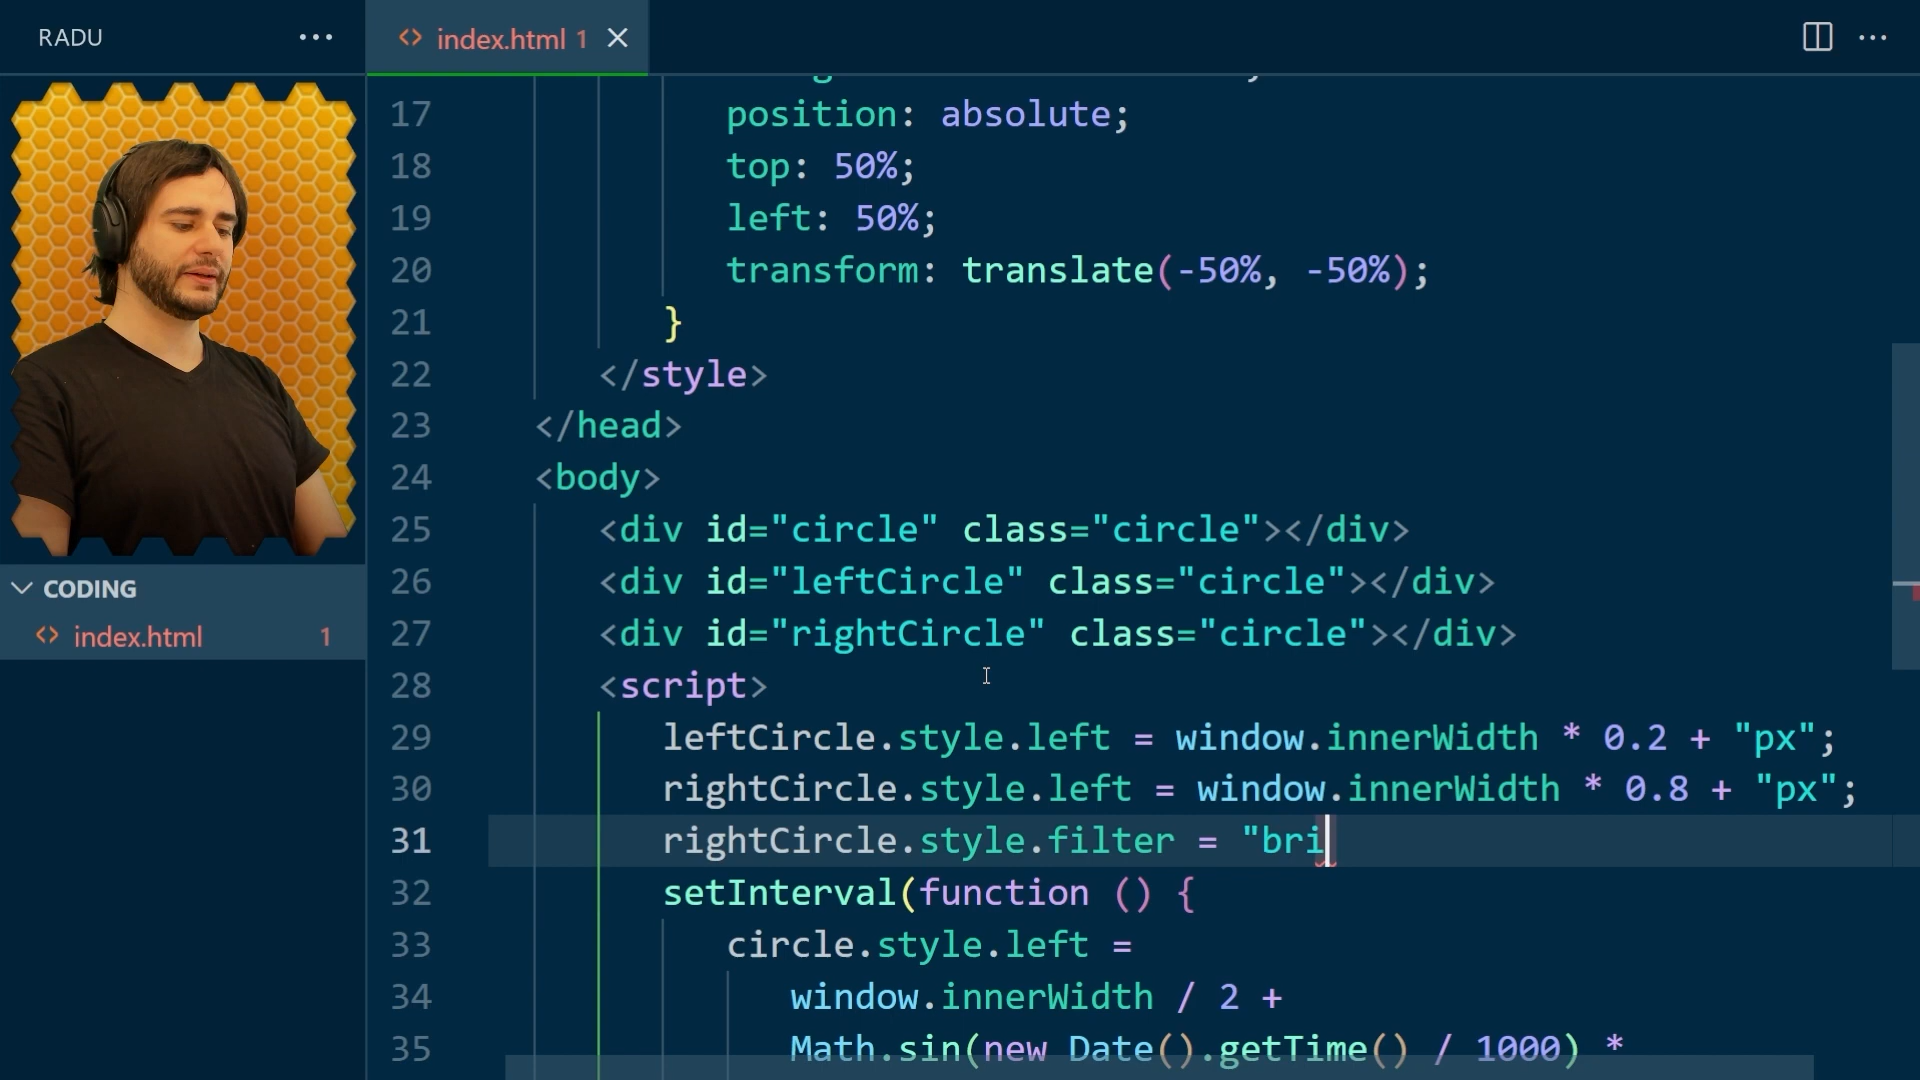 RADU ...
<> index.html 1 ×
17 position: absolute;
18 top: 50%;
19 left: 50%;
20 transform: translate(-50%, -50%);
21 }
22 </style>
23 </head>
24 <body>
25 <div id="circle" class="circle"></div>
26 <div id="leftCircle" class="circle"></div>
27 <div id="rightCircle" class="circle"></div>
28 <script>
29 leftCircle.style.left = window.innerWidth * 0.2 + "px";
30 rightCircle.style.left = window.innerWidth * 0.8 + "px";
31 rightCircle.style.filter = "bri
32 setInterval(function () {
33 circle.style.left =
34 window.innerWidth / 2 +
35 Math.sin(new Date().getTime() / 1000) *
CODING
<> index.html 1